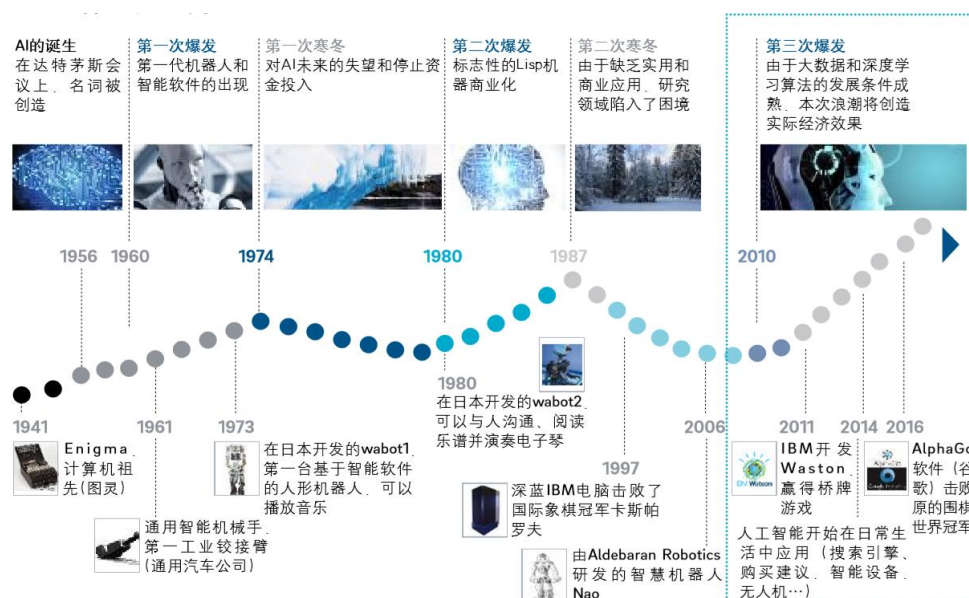 AI的诞生
在达特茅斯会
议上，名词被
创造
第一次爆发
第一代机器人和
智能软件的出现
第一次寒冬
对AI未来的失望和停止资
金投入
第二次爆发
标志性的Lisp机
器商业化
第二次寒冬
由于缺乏实用和
商业应用，研究
领域陷入了困境
第三次爆发
由于大数据和深度学
习算法的发展条件成
熟，本次浪潮将创造
实际经济效果
1956
1960
1974
1980
1987
2010
1941
Enigma，
计算机祖
先(图灵)
1961
通用智能机械手，
第一工业铰接臂
(通用汽车公司)
1973
在日本开发的wabot1，
第一台基于智能软件
的人形机器人，可以
播放音乐
1980
在日本开发的wabot2，
可以与人沟通、阅读
乐谱并演奏电子琴
1997
深蓝IBM电脑击败了
国际象棋冠军卡斯帕
罗夫
2006
由Aldebaran Robotics
研发的智慧机器人
Nao
2011
IBM Watson
IBM开发
Waston，
赢得桥牌
游戏
2014
人工智能开始在日常生
活中应用（搜索引擎、
购买建议、智能设备、
无人机…）
2016
AlphaGo
软件（谷
歌）击败
原的围棋
世界冠军